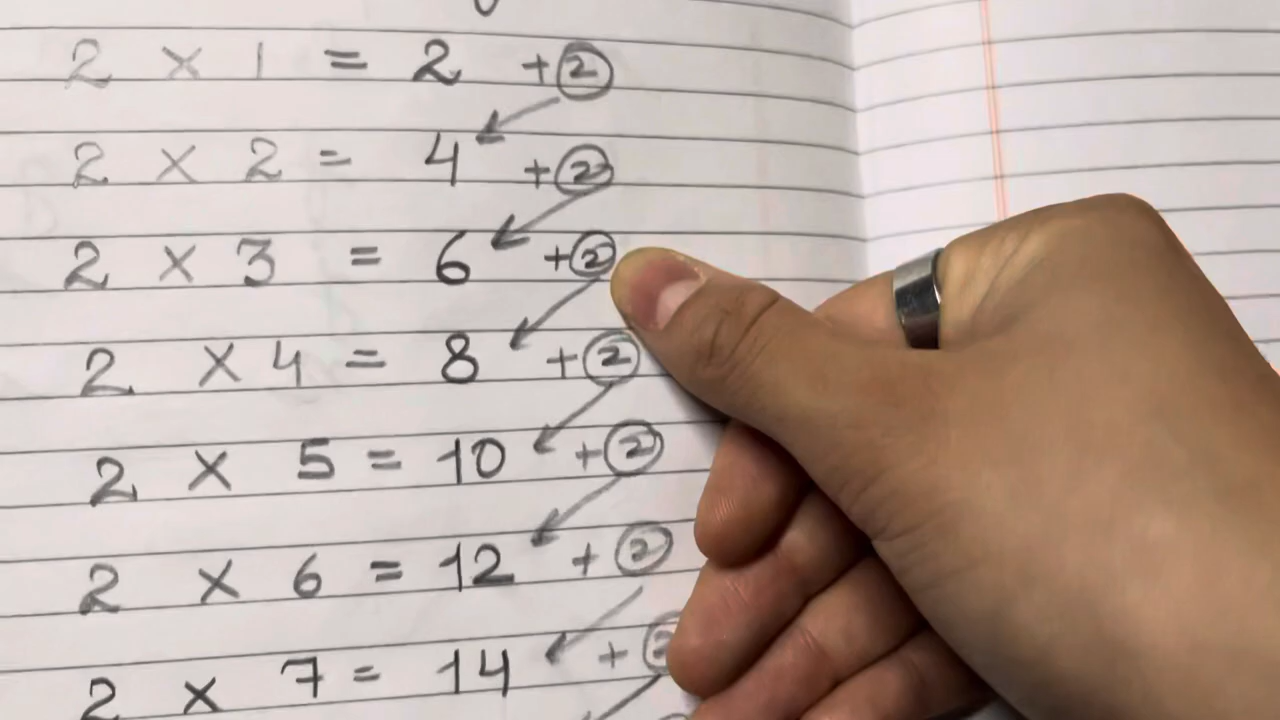 2 × 1 = 2 +2
2 × 2 = 4 +2
2 × 3 = 6 +2
2 × 4 = 8 +2
2 × 5 = 10 +2
2 × 6 = 12 +2
2 × 7 = 14 +2